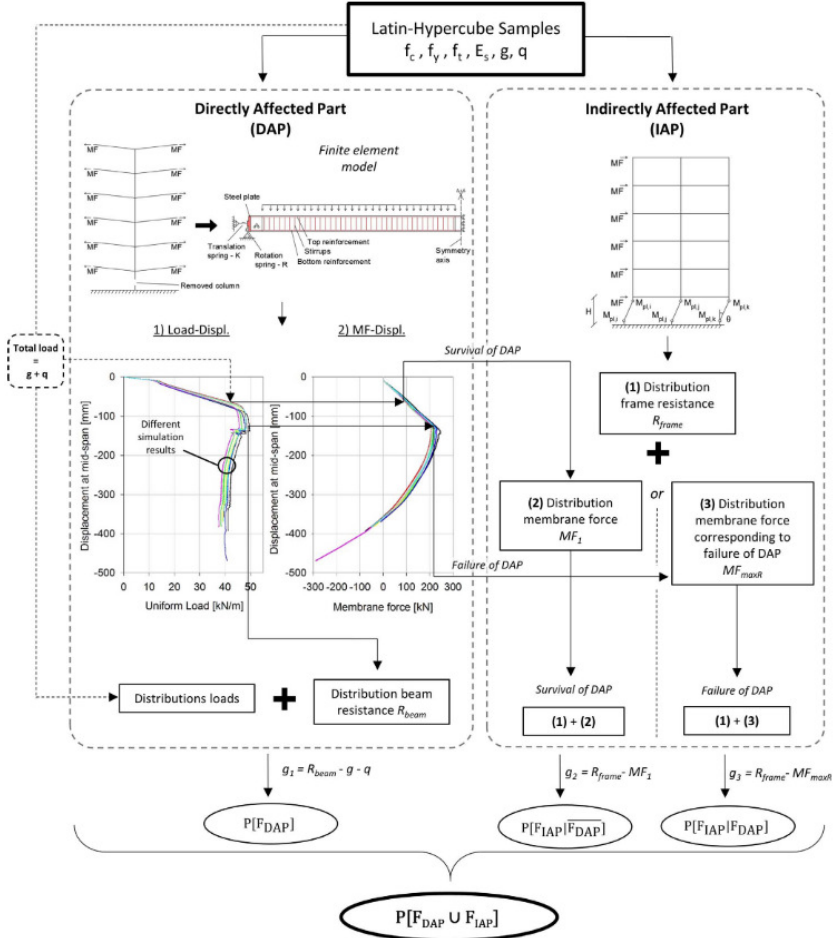 Latin-Hypercube Samples
fc , fy , ft , Es , g, q
Directly Affected Part
(DAP)
MF MF
MF MF
MF MF
MF MF
MF MF
MF MF
Removed column
Finite element
model
Steel plate
Translation
spring - K
Rotation
spring - R
Top reinforcement
Stirrups
Bottom reinforcement
Symmetry
axis
Indirectly Affected Part
(IAP)
MF
MF
MF
MF
MF
MF
H
Mpl,i Mpl,j Mpl,k
Mpl,i Mpl,j Mpl,k θ
Total load
=
g + q
1) Load-Displ.
2) MF-Displ.
Displacement at mid-span [mm]
0
-100
-200
-300
-400
-500
0 10 20 30 40 50 60
Uniform Load [kN/m]
Different
simulation
results
Displacement at mid-span [mm]
0
-100
-200
-300
-400
-500
-300 -200 -100 0 100 200 300
Membrane force [kN]
Survival of DAP
Failure of DAP
(1) Distribution
frame resistance
Rframe
(2) Distribution
membrane force
MF1
or
(3) Distribution
membrane force
corresponding to
failure of DAP
MFmaxR
Distributions loads
Distribution beam
resistance Rbeam
Survival of DAP
(1) + (2)
Failure of DAP
(1) + (3)
g1 = Rbeam - g - q
g2 = Rframe- MF1
g3 = Rframe- MFmaxR
P[FDAP]
P[FIAP|F̅D̅A̅P̅]
P[FIAP|FDAP]
P[FDAP ∪ FIAP]